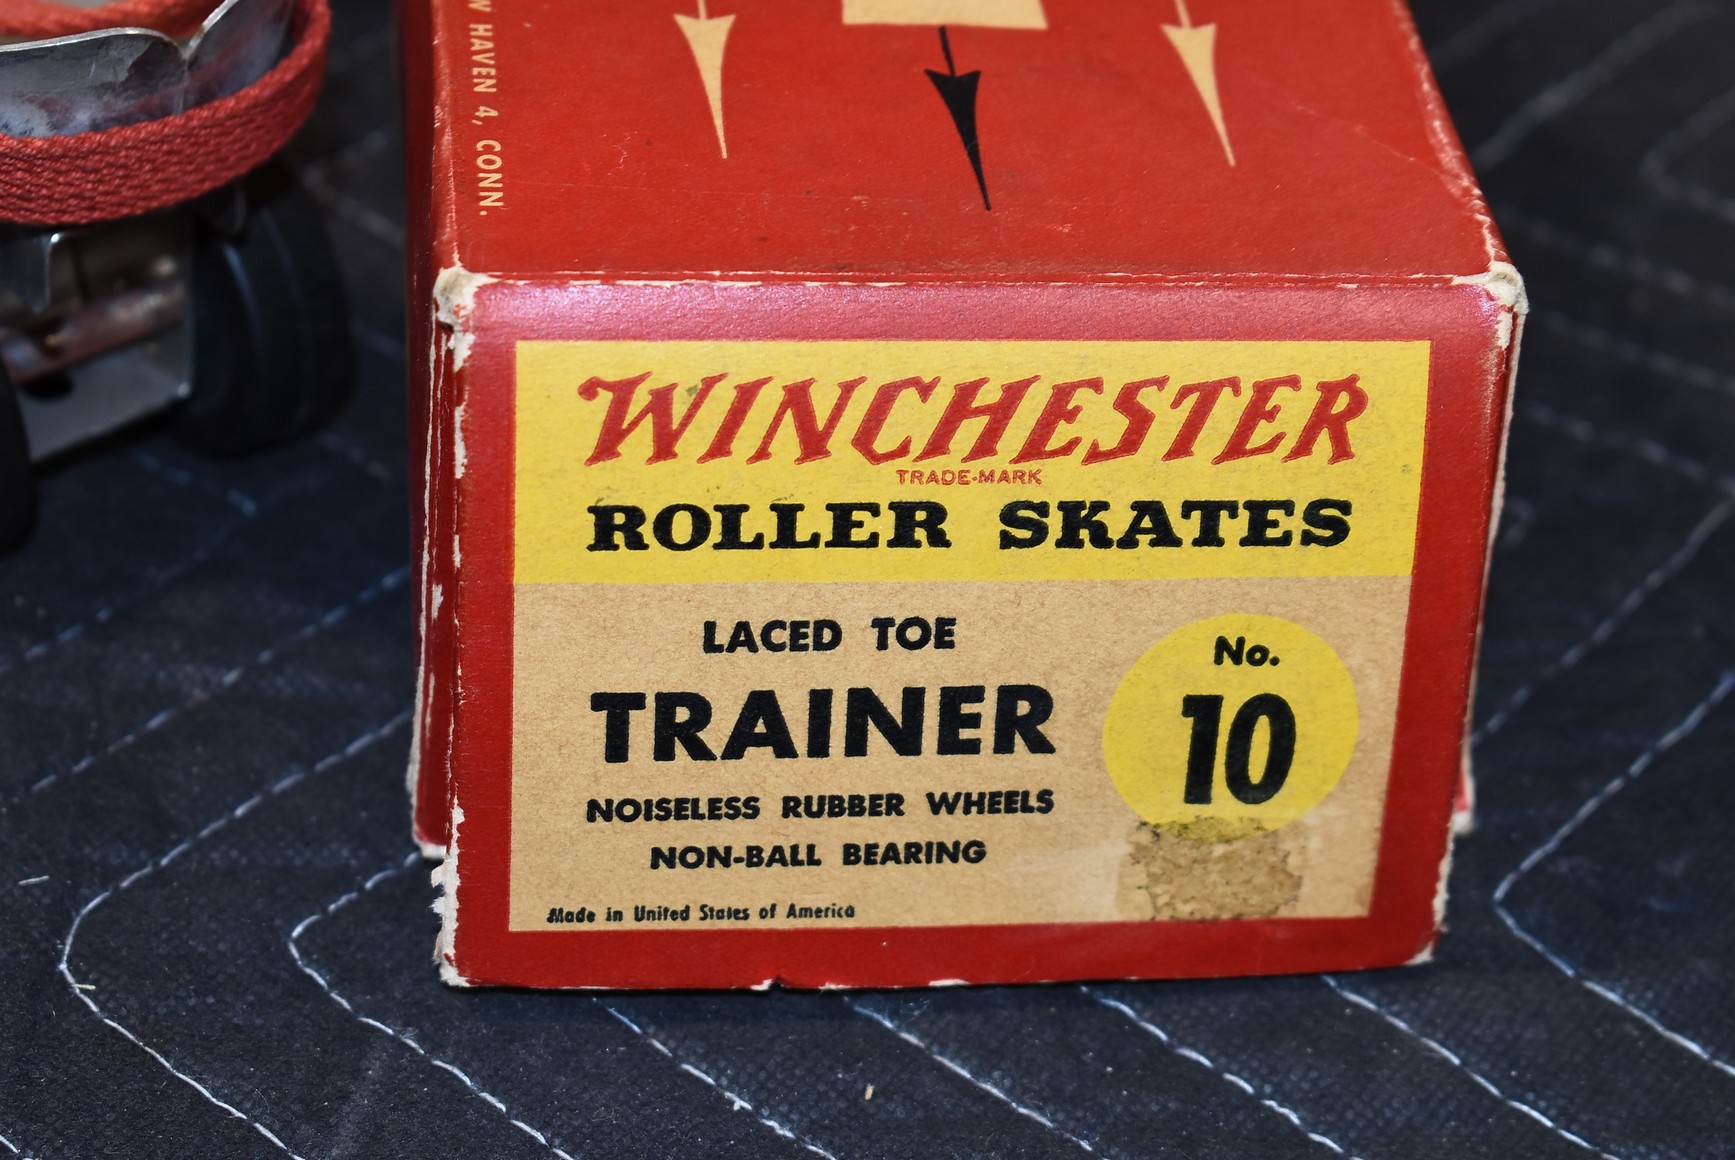 HAVEN 4, CONN.
WINCHESTER
TRADE-MARK
ROLLER SKATES
LACED TOE
TRAINER
NOISELESS RUBBER WHEELS
NON-BALL BEARING
Made in United States of America
No.
10